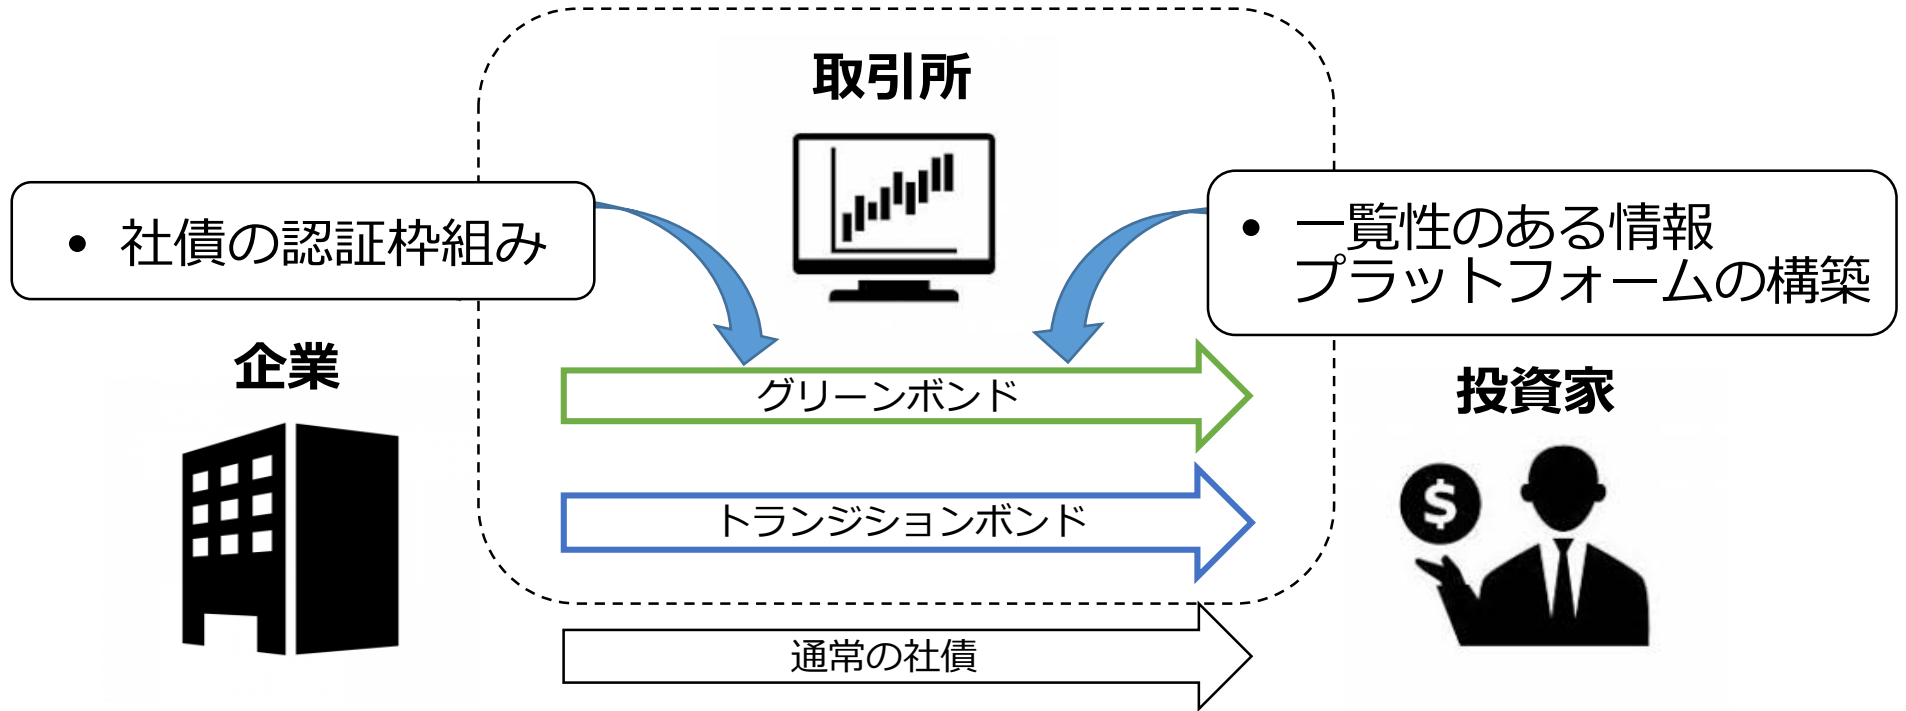 取引所
• 社債の認証枠組み
• 一覧性のある情報
プラットフォームの構築
企業
投資家
グリーンボンド
トランジションボンド
通常の社債
$